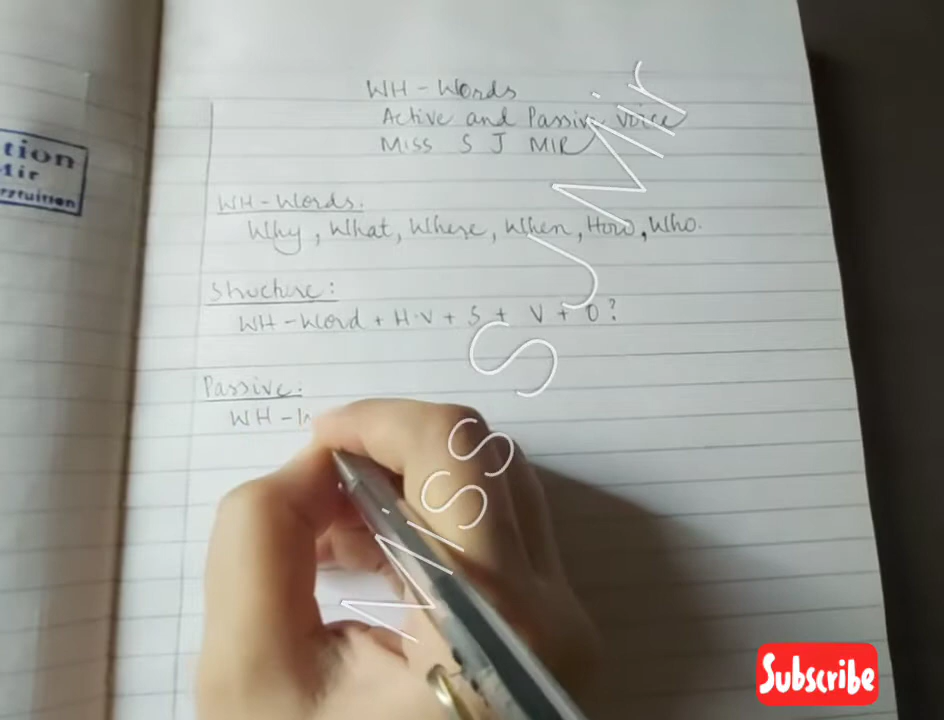 WH-Words
Active and Passive voice
MISS S J MIR
WH-Words:
Why, What, Where, When, How, Who.
Structure:
WH-Word + H.V + S + V + O?
Passive:
WH-
tion
Mir
Miss S J Mir
Subscribe